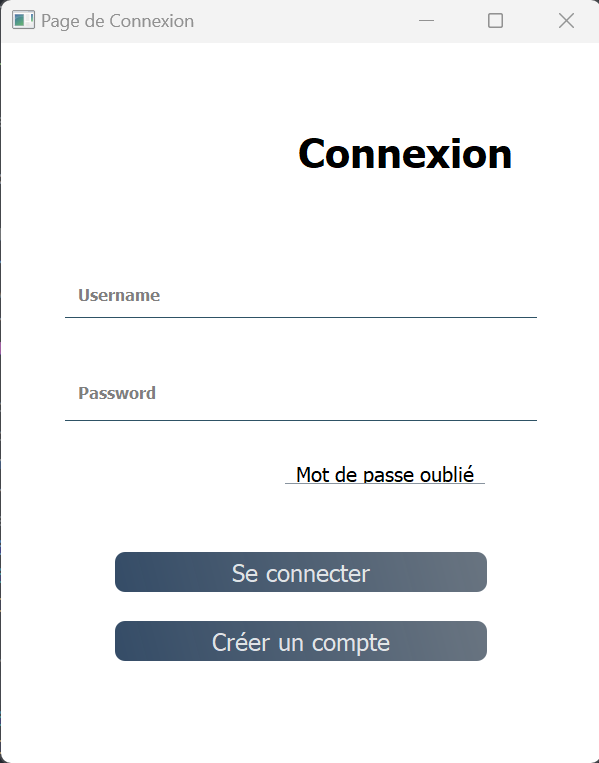 Page de Connexion
Connexion
Username
Password
Mot de passe oublié
Se connecter
Créer un compte